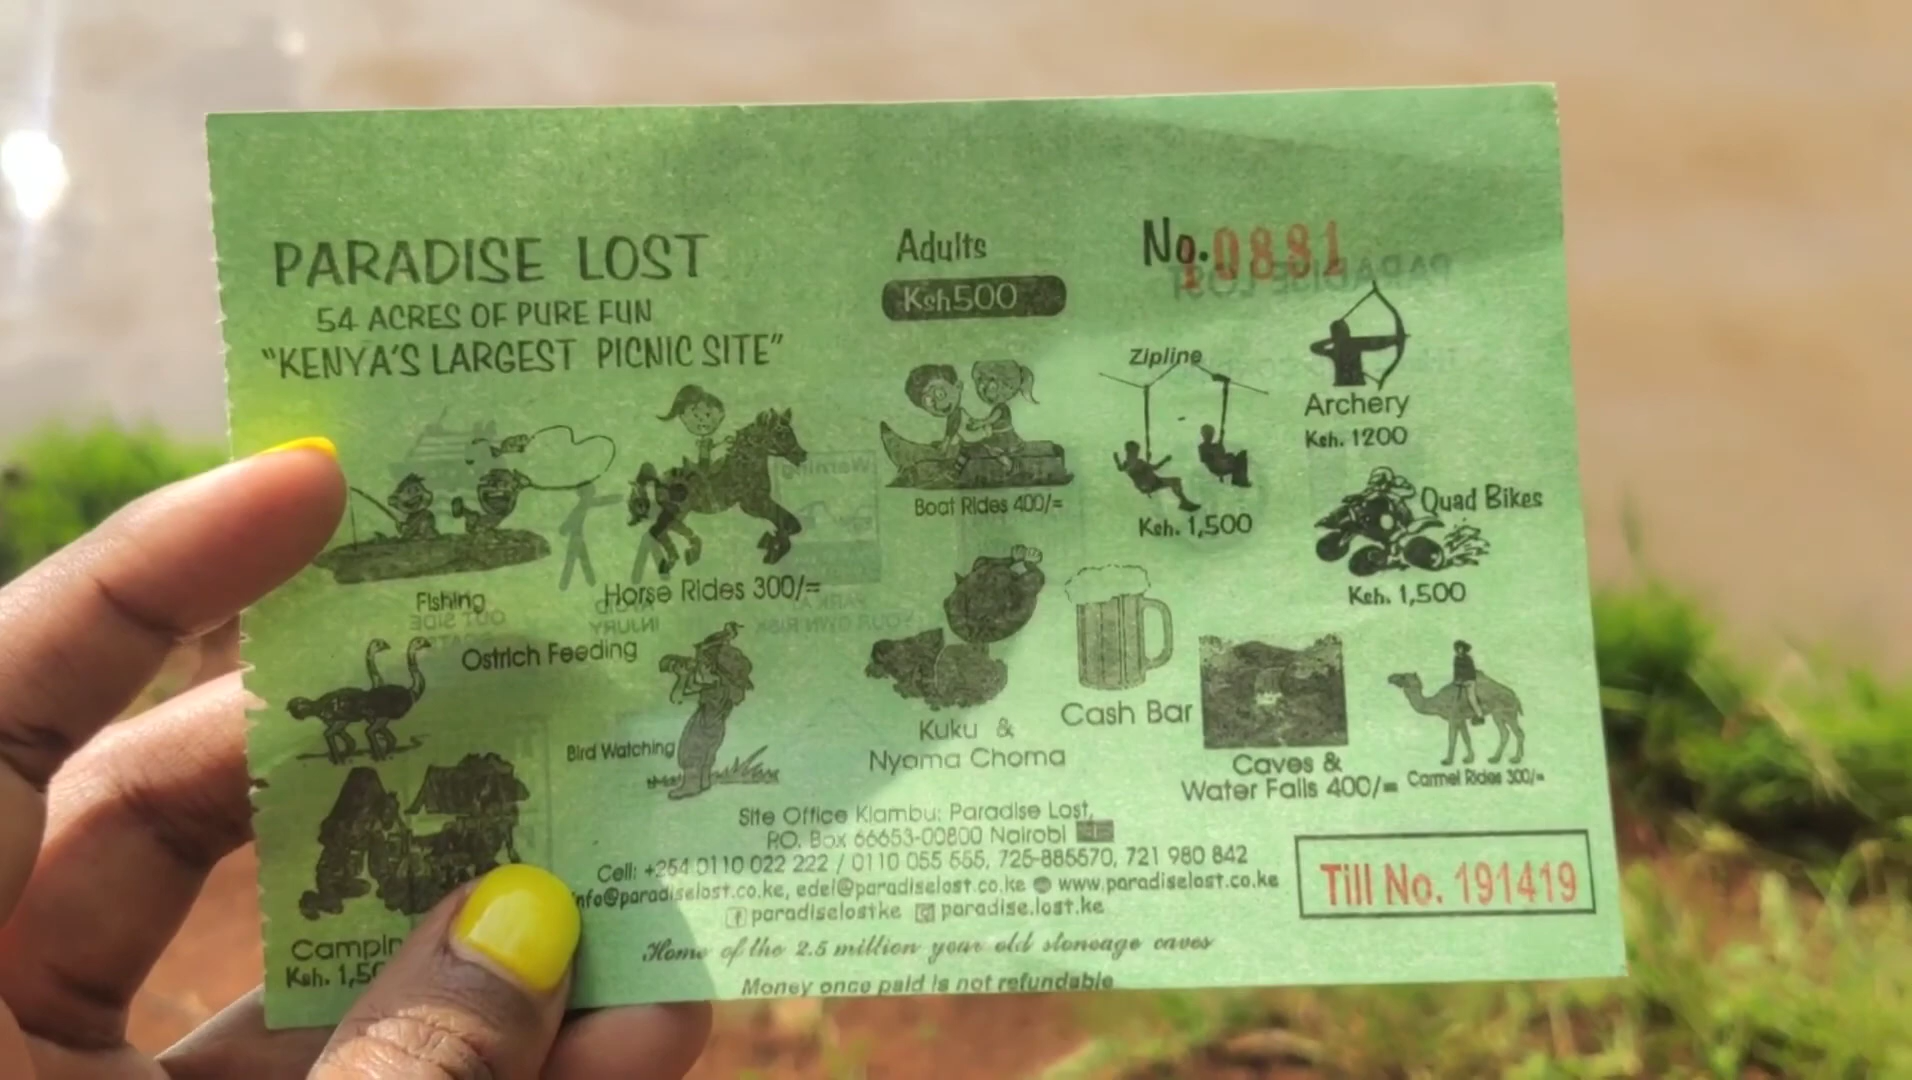 PARADISE LOST
54 ACRES OF PURE FUN
"KENYA'S LARGEST PICNIC SITE"
Adults
Ksh500
No. 10881
Fishing
Horse Rides 300/=
Boat Rides 400/=
Zipline
Ksh. 1,500
Archery
Ksh. 1200
Quad Bikes
Ksh. 1,500
Ostrich Feeding
Bird Watching
Kuku &
Nyama Choma
Cash Bar
Caves &
Water Falls 400/=
Carmel Rides 300/=
Campin
Ksh. 1,50
Site Office Kiambu: Paradise Lost,
P.O. Box 66653-00800 Nairobi
Cell: +254 0110 022 222 / 0110 055 555, 725-885570, 721 980 842
info@paradiselost.co.ke, edel@paradiselost.co.ke www.paradiselost.co.ke
paradiselostke paradise.lost.ke
Home of the 2.5 million year old stoneage caves
Money once paid is not refundable
Till No. 191419